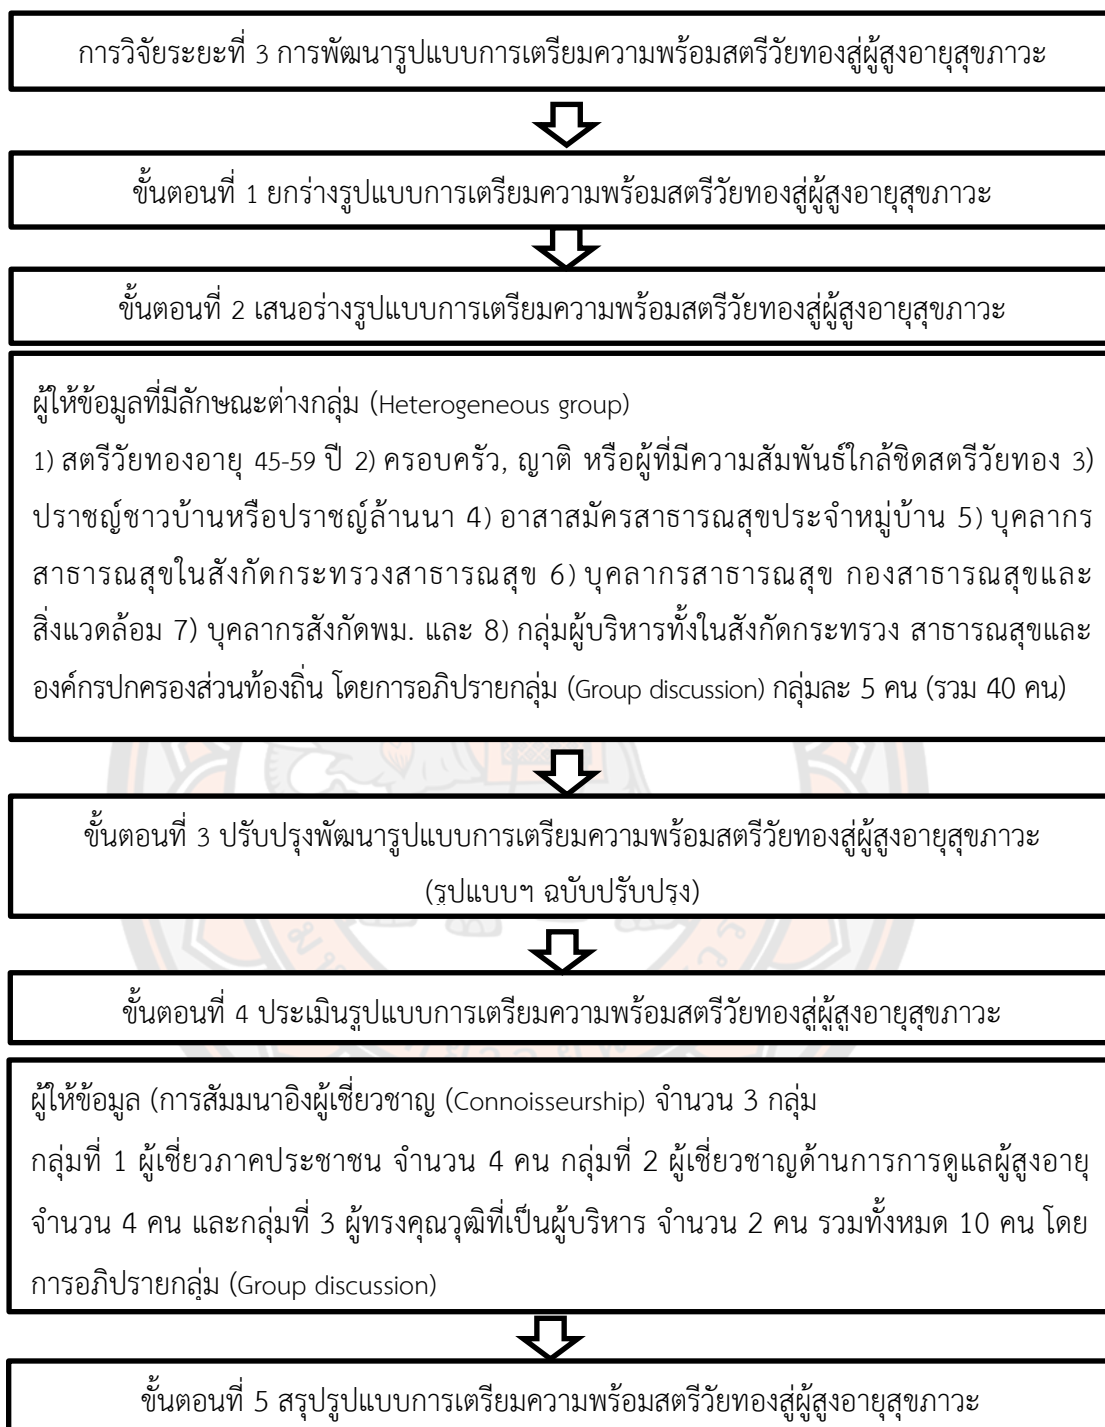 การวิจัยระยะที่ 3 การพัฒนารูปแบบการเตรียมความพร้อมสตรีวัยทองสู่ผู้สูงอายุสุขภาวะ
ขั้นตอนที่ 1 ยกร่างรูปแบบการเตรียมความพร้อมสตรีวัยทองสู่ผู้สูงอายุสุขภาวะ
ขั้นตอนที่ 2 เสนอร่างรูปแบบการเตรียมความพร้อมสตรีวัยทองสู่ผู้สูงอายุสุขภาวะ
ผู้ให้ข้อมูลที่มีลักษณะต่างกลุ่ม (Heterogeneous group)
1) สตรีวัยทองอายุ 45-59 ปี 2) ครอบครัว, ญาติ หรือผู้ที่มีความสัมพันธ์ใกล้ชิดสตรีวัยทอง 3)
ปราชญ์ชาวบ้านหรือปราชญ์ล้านนา 4) อาสาสมัครสาธารณสุขประจำหมู่บ้าน 5) บุคลากร
สาธารณสุขในสังกัดกระทรวงสาธารณสุข 6) บุคลากรสาธารณสุข กองสาธารณสุขและ
สิ่งแวดล้อม 7) บุคลากรสังกัดพม. และ 8) กลุ่มผู้บริหารทั้งในสังกัดกระทรวง สาธารณสุขและ
องค์กรปกครองส่วนท้องถิ่น โดยการอภิปรายกลุ่ม (Group discussion) กลุ่มละ 5 คน (รวม 40 คน)
ขั้นตอนที่ 3 ปรับปรุงพัฒนารูปแบบการเตรียมความพร้อมสตรีวัยทองสู่ผู้สูงอายุสุขภาวะ
(รูปแบบฯ ฉบับปรับปรุง)
ขั้นตอนที่ 4 ประเมินรูปแบบการเตรียมความพร้อมสตรีวัยทองสู่ผู้สูงอายุสุขภาวะ
ผู้ให้ข้อมูล (การสัมมนาอิงผู้เชี่ยวชาญ (Connoisseurship) จำนวน 3 กลุ่ม
กลุ่มที่ 1 ผู้เชี่ยวภาคประชาชน จำนวน 4 คน กลุ่มที่ 2 ผู้เชี่ยวชาญด้านการการดูแลผู้สูงอายุ
จำนวน 4 คน และกลุ่มที่ 3 ผู้ทรงคุณวุฒิที่เป็นผู้บริหาร จำนวน 2 คน รวมทั้งหมด 10 คน โดย
การอภิปรายกลุ่ม (Group discussion)
ขั้นตอนที่ 5 สรุปรูปแบบการเตรียมความพร้อมสตรีวัยทองสู่ผู้สูงอายุสุขภาวะ